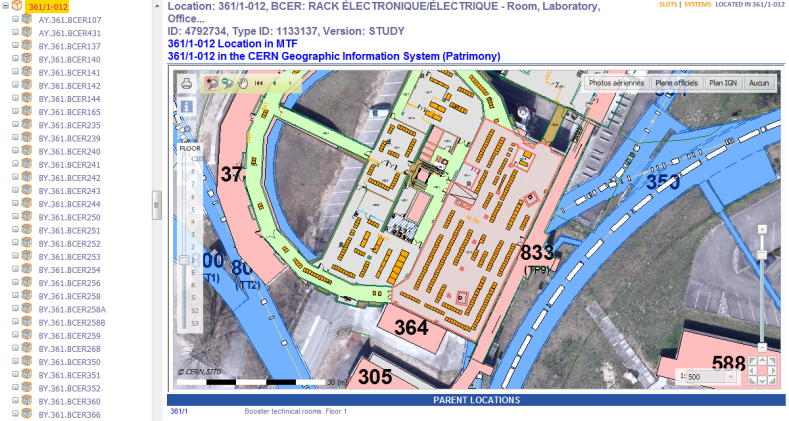 361/1-012
AY.361.BCER107
AY.361.BCER431
BY.361.BCER137
BY.361.BCER140
BY.361.BCER141
BY.361.BCER142
BY.361.BCER144
BY.361.BCER165
BY.361.BCER235
BY.361.BCER239
BY.361.BCER240
BY.361.BCER241
BY.361.BCER242
BY.361.BCER243
BY.361.BCER244
BY.361.BCER250
BY.361.BCER251
BY.361.BCER252
BY.361.BCER253
BY.361.BCER254
BY.361.BCER256
BY.361.BCER258
BY.361.BCER258A
BY.361.BCER258B
BY.361.BCER259
BY.361.BCER268
BY.361.BCER350
BY.361.BCER351
BY.361.BCER352
BY.361.BCER360
BY.361.BCER366
Location: 361/1-012, BCER: RACK ÉLECTRONIQUE/ÉLECTRIQUE - Room, Laboratory,
Office...
SLOTS | SYSTEMS LOCATED IN 361/1-012
ID: 4792734, Type ID: 1133137, Version: STUDY
361/1-012 Location in MTF
361/1-012 in the CERN Geographic Information System (Patrimony)
Photos aériennes Plans officiels Plan IGN Aucun
FLOOR
8
7
6
5
4
3
2
E
R
S
S2
S3
37
350
833
(TP9)
00
TT1)
80
(TT2)
364
305
588
© CERN.SITG
30 (m)
1: 500
PARENT LOCATIONS
361/1 Booster technical rooms. Floor 1